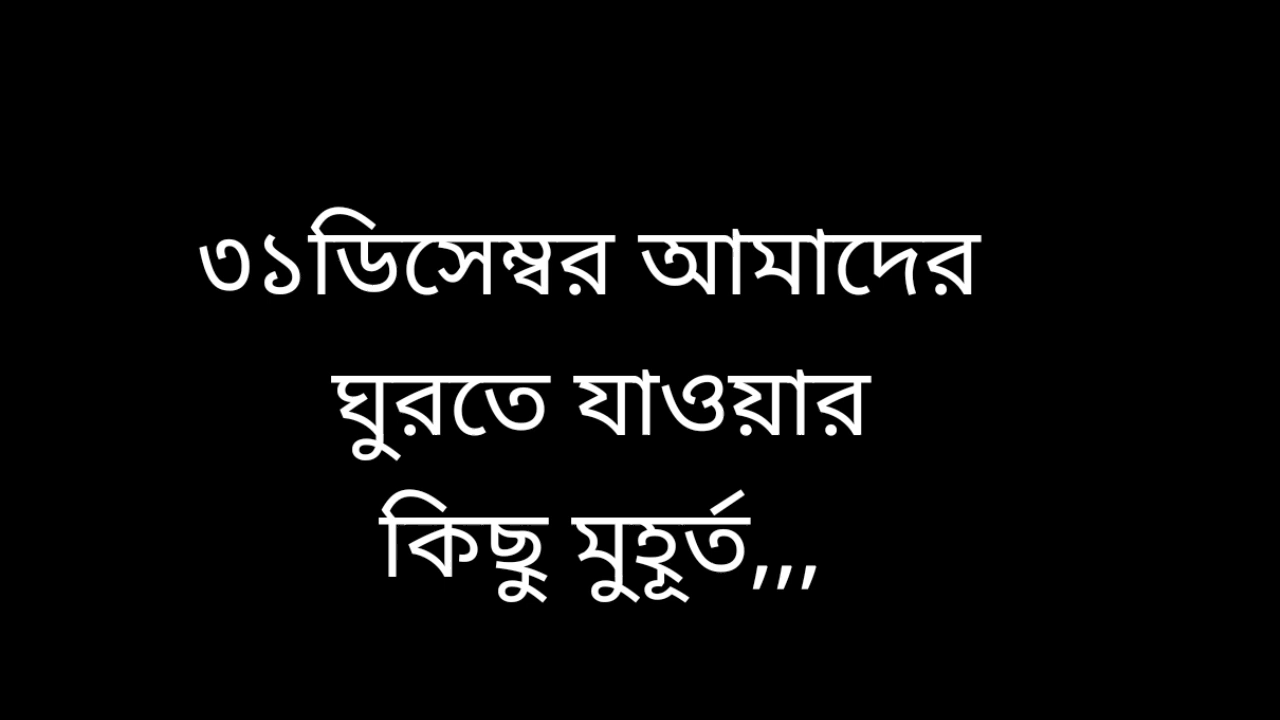 ৩১ডিসেম্বর আমাদের
ঘুরতে যাওয়ার
কিছু মুহূর্ত,,,